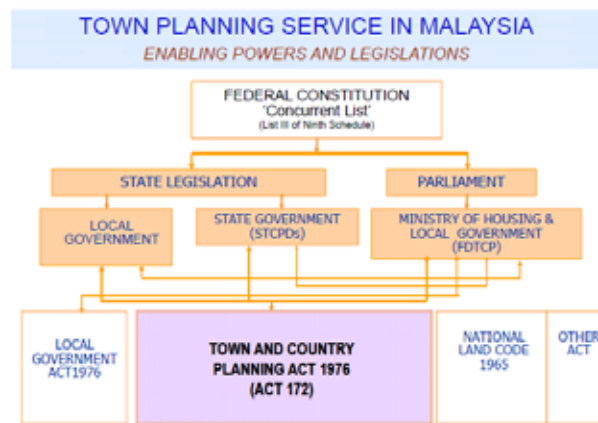 TOWN PLANNING SERVICE IN MALAYSIA
ENABLING POWERS AND LEGISLATIONS
FEDERAL CONSTITUTION
‘Concurrent List’
(List III of Ninth Schedule)
STATE LEGISLATION
PARLIAMENT
LOCAL
GOVERNMENT
STATE GOVERNMENT
(STCPDs)
MINISTRY OF HOUSING &
LOCAL GOVERNMENT
(FDTCP)
LOCAL
GOVERNMENT
ACT1976
TOWN AND COUNTRY
PLANNING ACT 1976
(ACT 172)
NATIONAL
LAND CODE
1965
OTHER
ACT